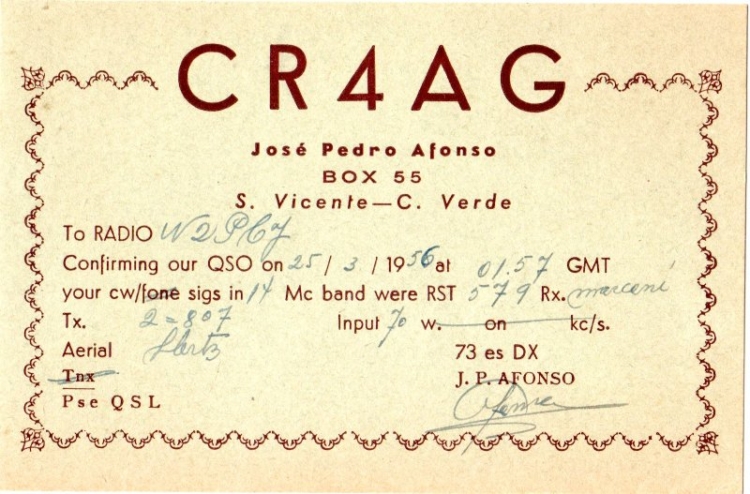 CR4AG
José Pedro Afonso
BOX 55
S. Vicente—C. Verde
To RADIO
Confirming our QSO on 25 / 3 / 1956 at 01.57 GMT
your cw/fone sigs in 14 Mc band were RST 579 Rx. marconi
Tx. 2=807 Input 70 w. on kc/s.
Aerial Hertz 73 es DX
Tnx J. P. AFONSO
Pse QSL